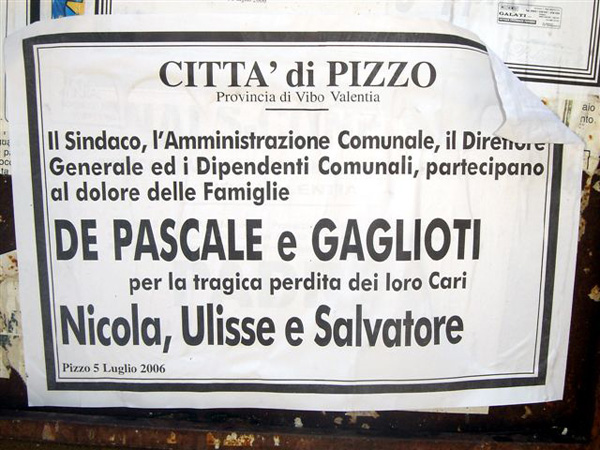 GALATI
CITTA' di PIZZO
Provincia di Vibo Valentia
Il Sindaco, l'Amministrazione Comunale, il Direttore
Generale ed i Dipendenti Comunali, partecipano
al dolore delle Famiglie
DE PASCALE e GAGLIOTI
per la tragica perdita dei loro Cari
Nicola, Ulisse e Salvatore
Pizzo 5 Luglio 2006